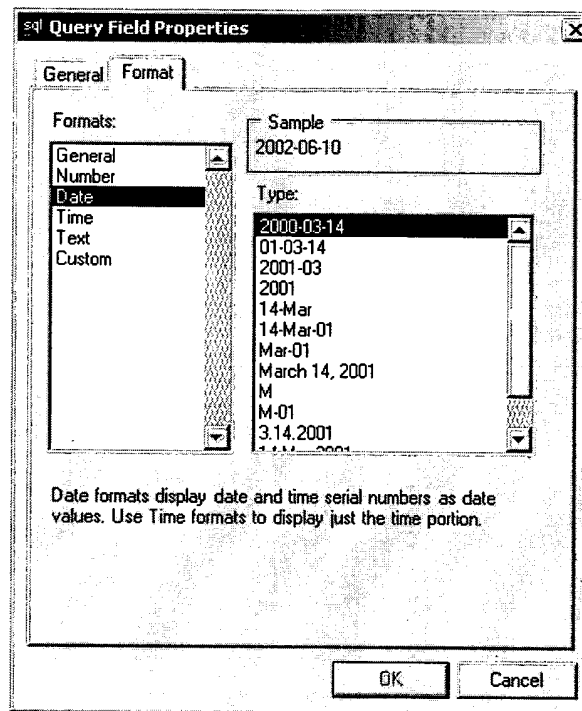 sql Query Field Properties
General Format
Formats:
General
Number
Date
Time
Text
Custom
Sample
2002-06-10
Type:
2000-03-14
01-03-14
2001-03
2001
14-Mar
14-Mar-01
Mar-01
March 14, 2001
M
M-01
3.14.2001
Date formats display date and time serial numbers as date
values. Use Time formats to display just the time portion.
OK Cancel